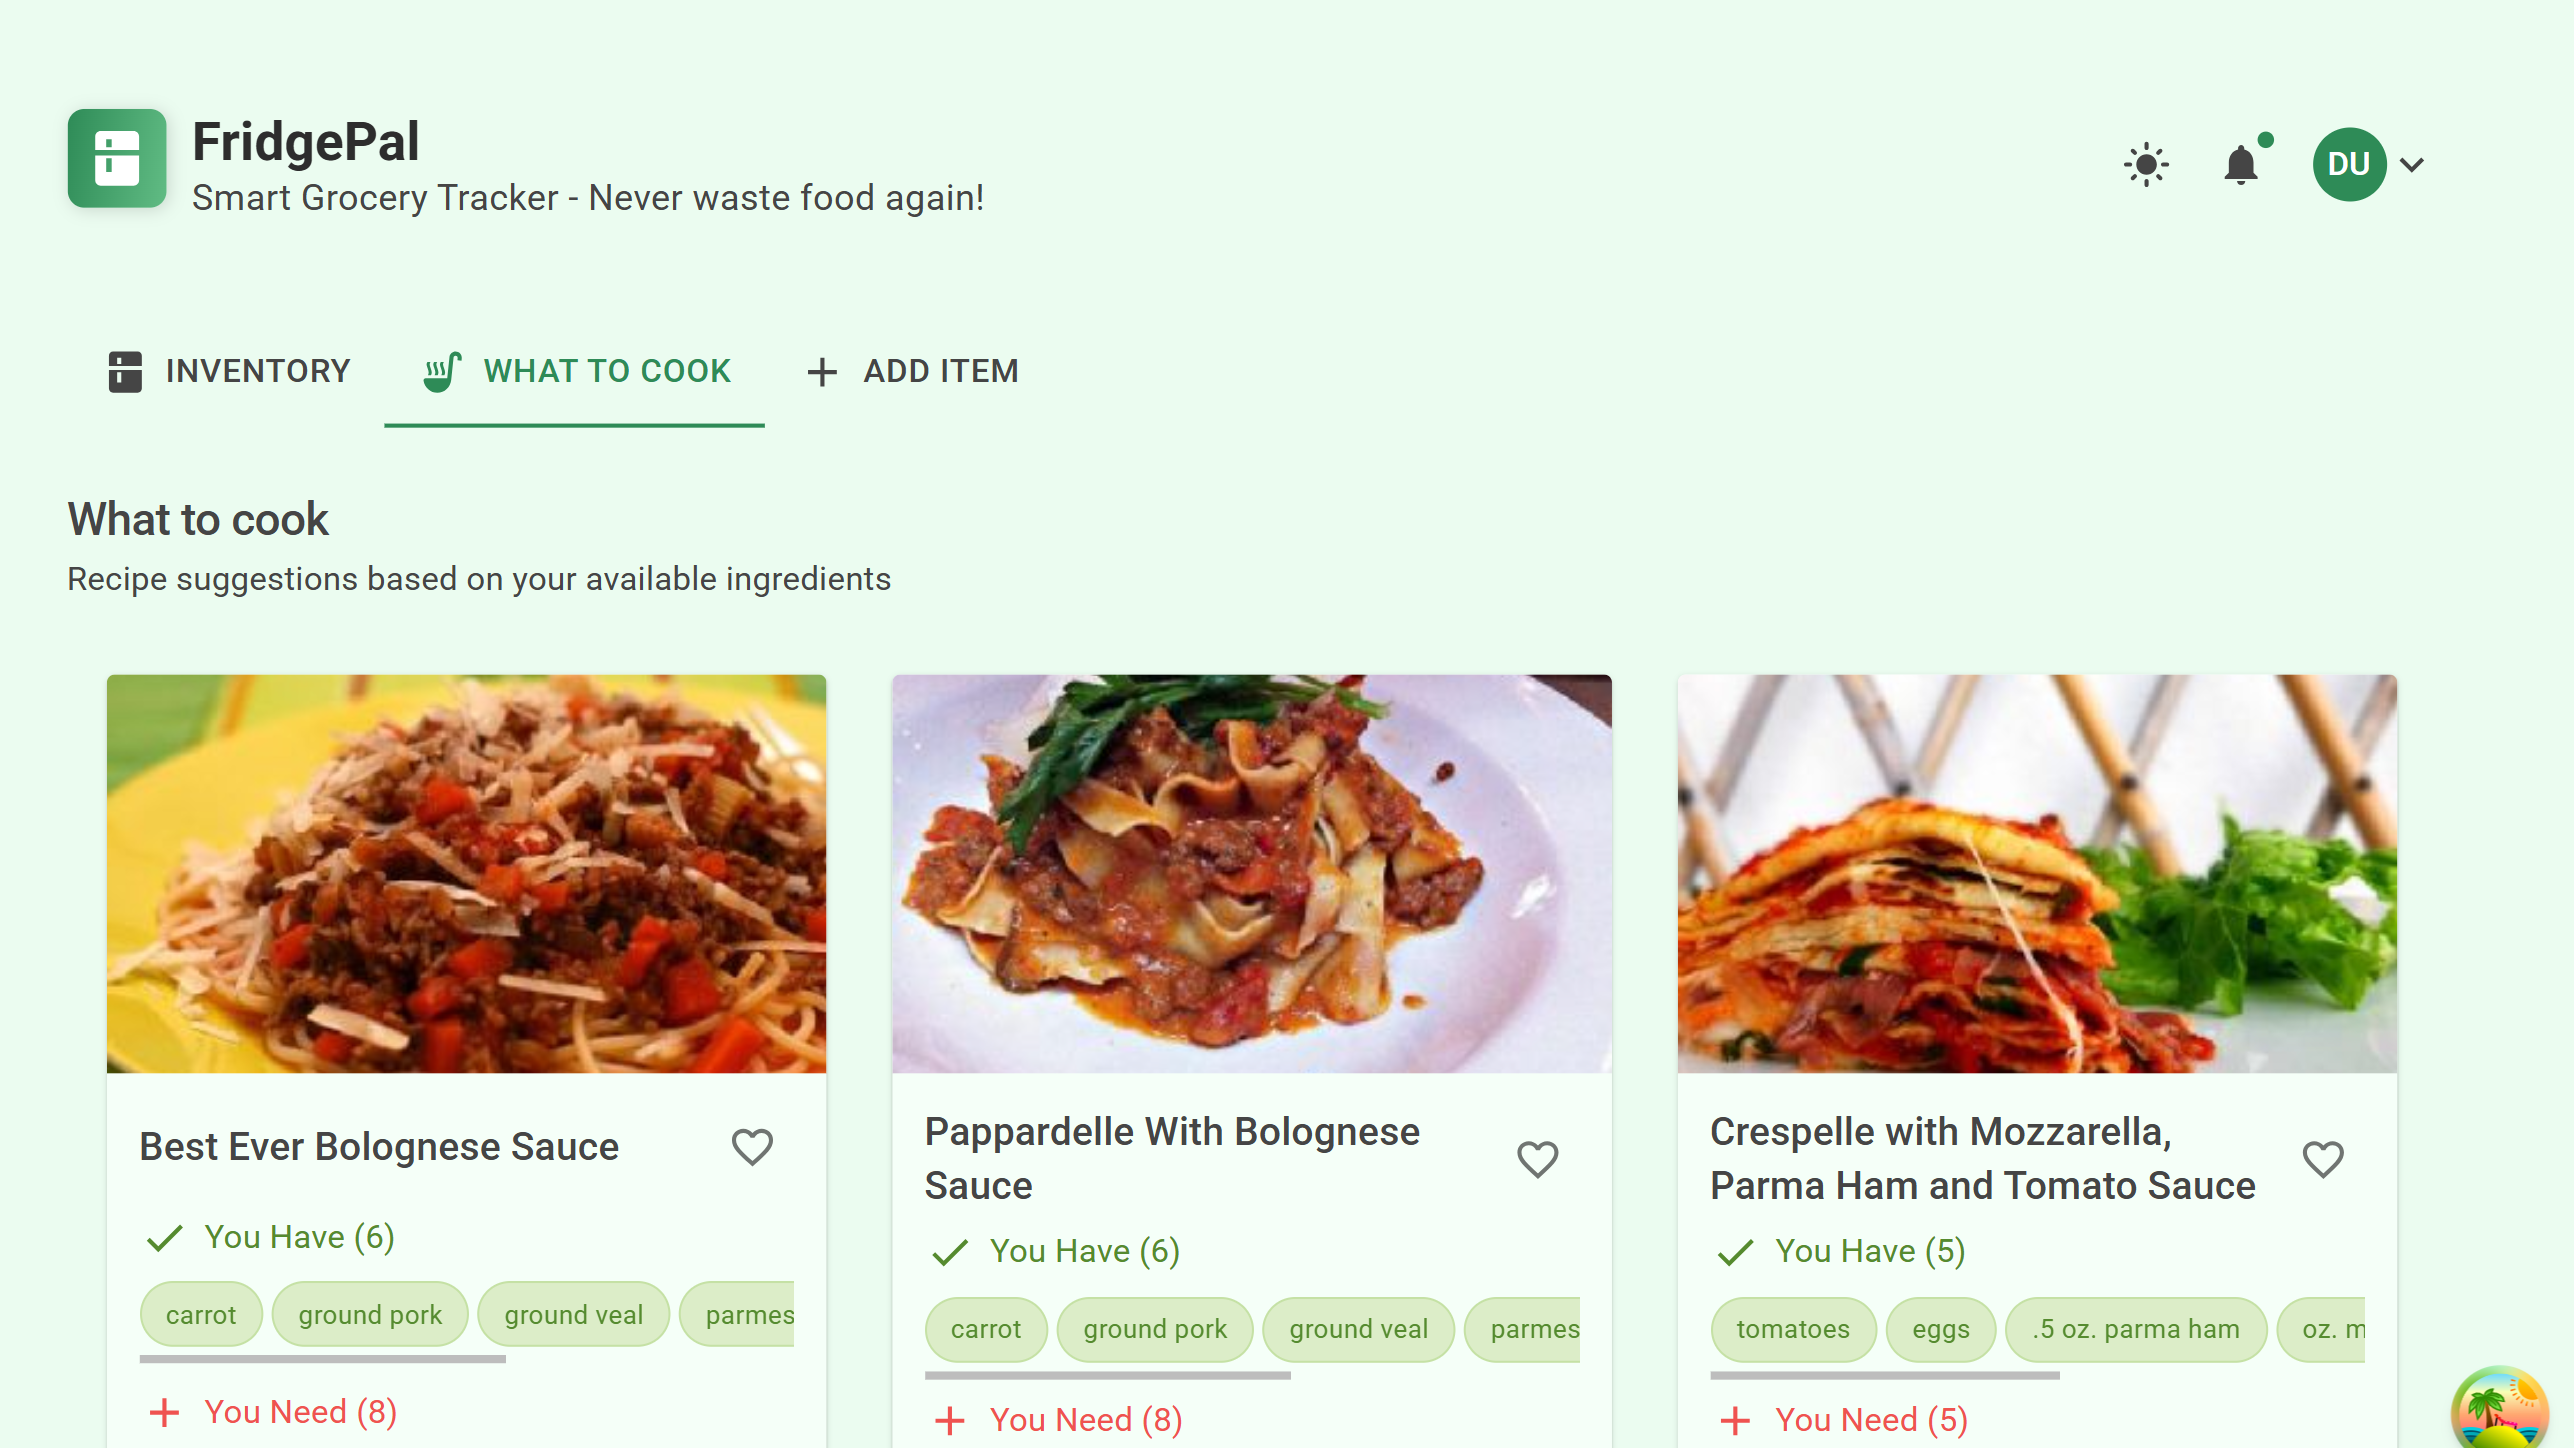 FridgePal
Smart Grocery Tracker - Never waste food again!
DU
INVENTORY
WHAT TO COOK
ADD ITEM
What to cook
Recipe suggestions based on your available ingredients
Best Ever Bolognese Sauce
You Have (6)
carrot
ground pork
ground veal
parmes
You Need (8)
Pappardelle With Bolognese
Sauce
You Have (6)
carrot
ground pork
ground veal
parmes
You Need (8)
Crespelle with Mozzarella,
Parma Ham and Tomato Sauce
You Have (5)
tomatoes
eggs
.5 oz. parma ham
oz. m
You Need (5)